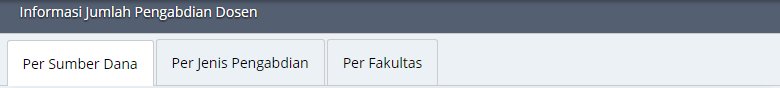 Informasi Jumlah Pengabdian Dosen
Per Sumber Dana Per Jenis Pengabdian Per Fakultas